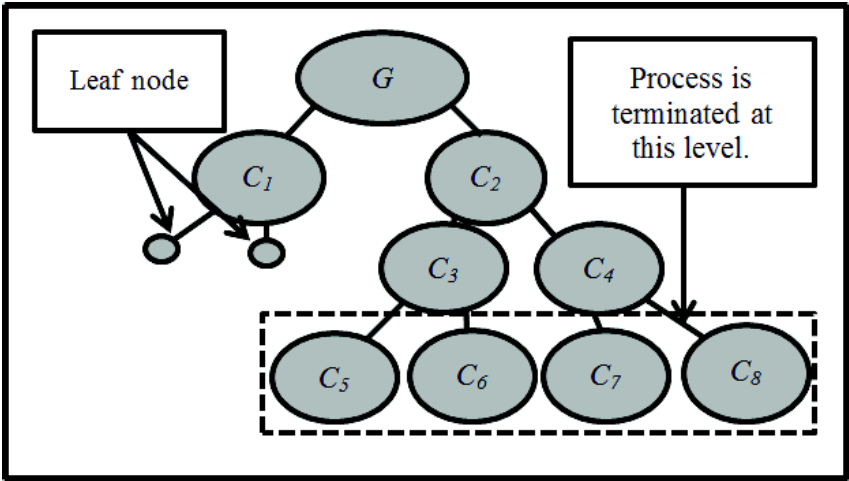 Leaf node
G
Process is
terminated at
this level.
C1
C2
C3
C4
C5
C6
C7
C8